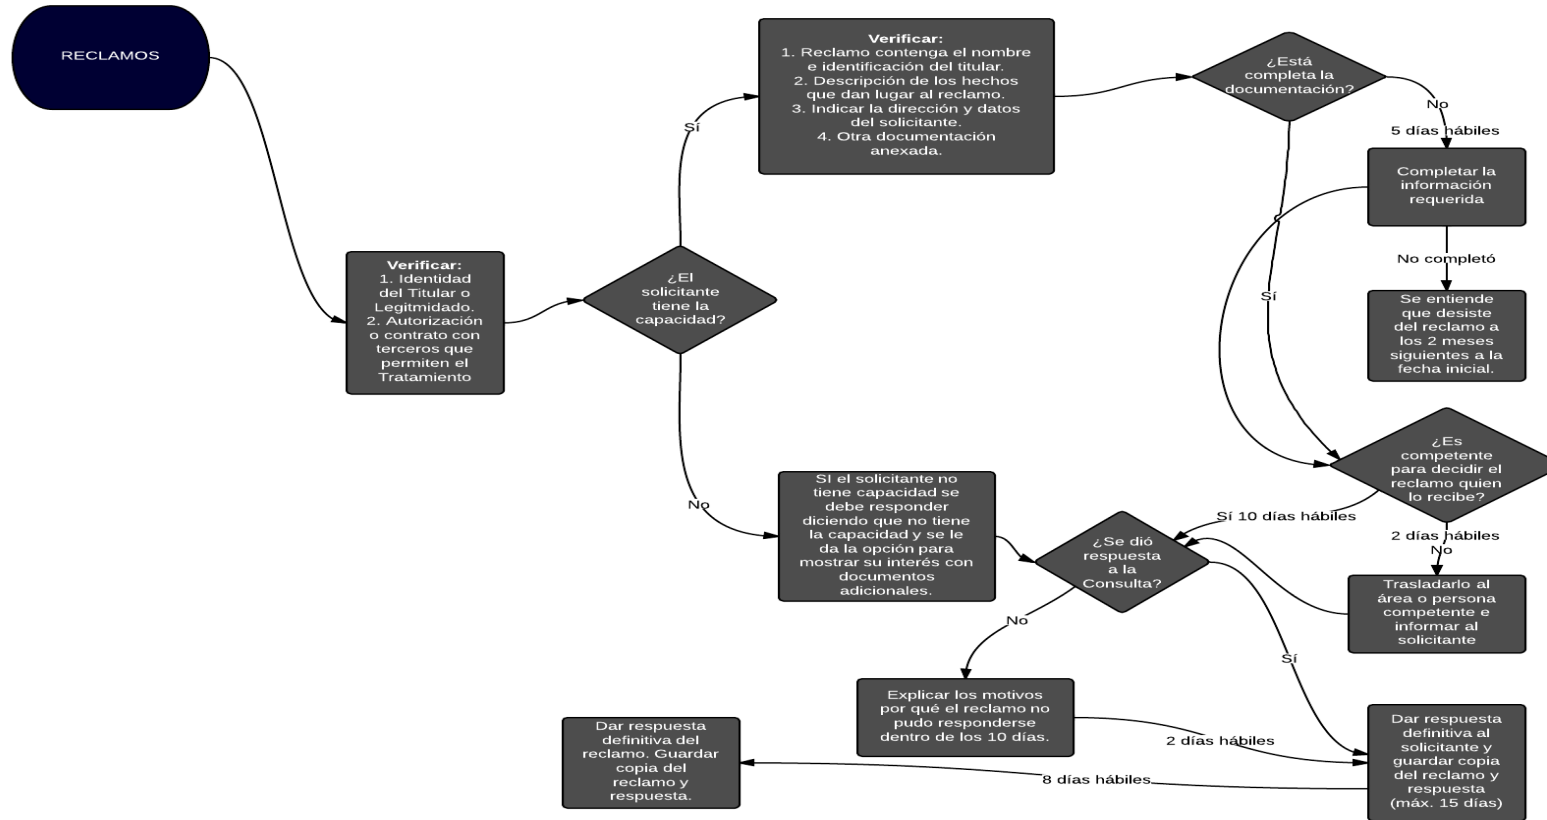 RECLAMOS
Verificar:
1. Identidad
del Titular o
Legitmidado.
2. Autorización
o contrato con
terceros que
permiten el
Tratamiento
¿El
solicitante
tiene la
capacidad?
Sí
Verificar:
1. Reclamo contenga el nombre
e identificación del titular.
2. Descripción de los hechos
que dan lugar al reclamo.
3. Indicar la dirección y datos
del solicitante.
4. Otra documentación
anexada.
¿Está
completa la
documentación?
No
5 días hábiles
Completar la
información
requerida
No completó
Se entiende
que desiste
del reclamo a
los 2 meses
siguientes a la
fecha inicial.
Sí
¿Es
competente
para decidir el
reclamo quien
lo recibe?
Sí 10 días hábiles
2 días hábiles
No
Trasladarlo al
área o persona
competente e
informar al
solicitante
No
SI el solicitante no
tiene capacidad se
debe responder
diciendo que no tiene
la capacidad y se le
da la opción para
mostrar su interés con
documentos
adicionales.
¿Se dió
respuesta
a la
Consulta?
No
Sí
Explicar los motivos
por qué el reclamo no
pudo responderse
dentro de los 10 días.
2 días hábiles
Dar respuesta
definitiva al
solicitante y
guardar copia
del reclamo y
respuesta
(máx. 15 días)
8 días hábiles
Dar respuesta
definitiva del
reclamo. Guardar
copia del
reclamo y
respuesta.